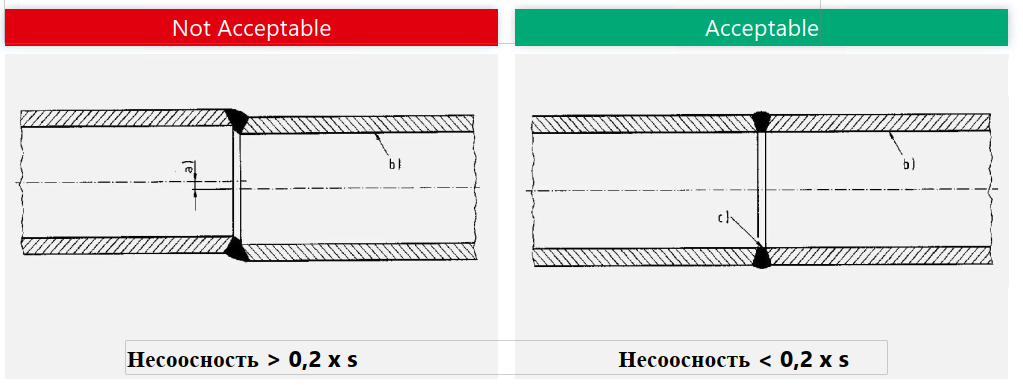 Not Acceptable
Acceptable
a)
b)
b)
c)
Несоосность > 0,2 x s
Несоосность < 0,2 x s